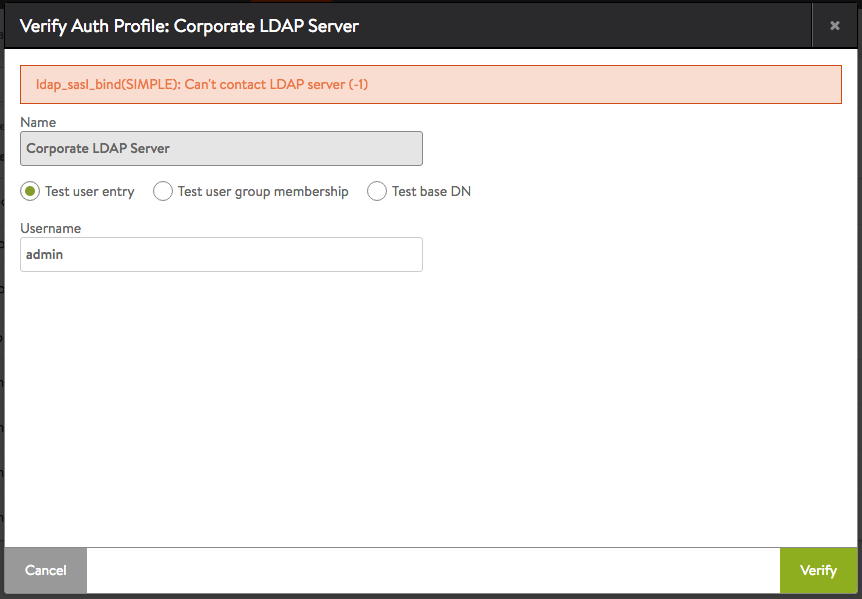 Verify Auth Profile: Corporate LDAP Server
ldap_sasl_bind(SIMPLE): Can't contact LDAP server (-1)
Name
Corporate LDAP Server
Test user entry Test user group membership Test base DN
Username
admin
Cancel Verify